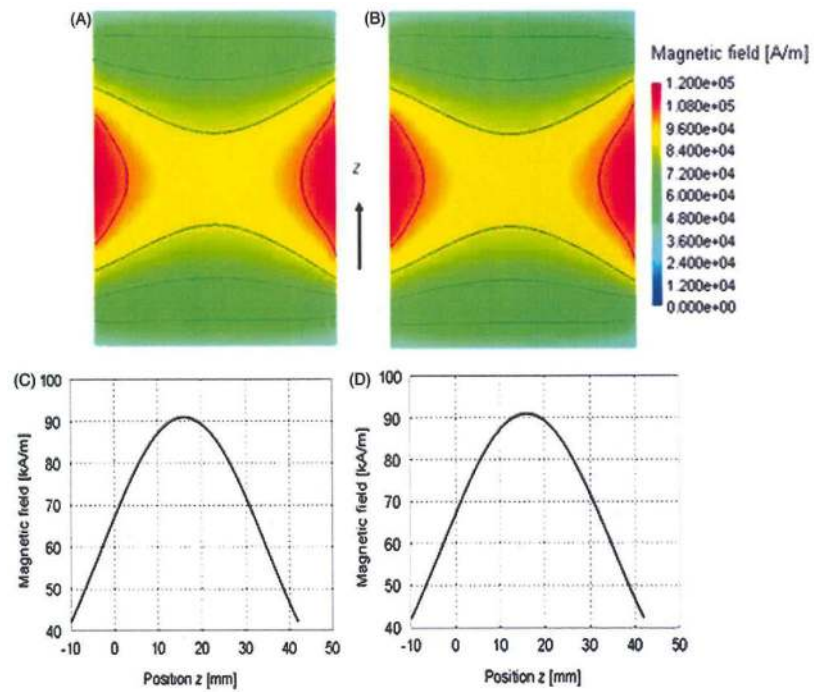 (A)
(B)
Magnetic field [A/m]
1.200e+05
1.080e+05
9.600e+04
8.400e+04
7.200e+04
6.000e+04
4.800e+04
3.600e+04
2.400e+04
1.200e+04
0.000e+00
z
(C)
100
90
80
70
60
50
40
-10 0 10 20 30 40 50
Magnetic field [kA/m]
Position z [mm]
(D)
100
90
80
70
60
50
40
-10 0 10 20 30 40 50
Magnetic field [kA/m]
Position z [mm]